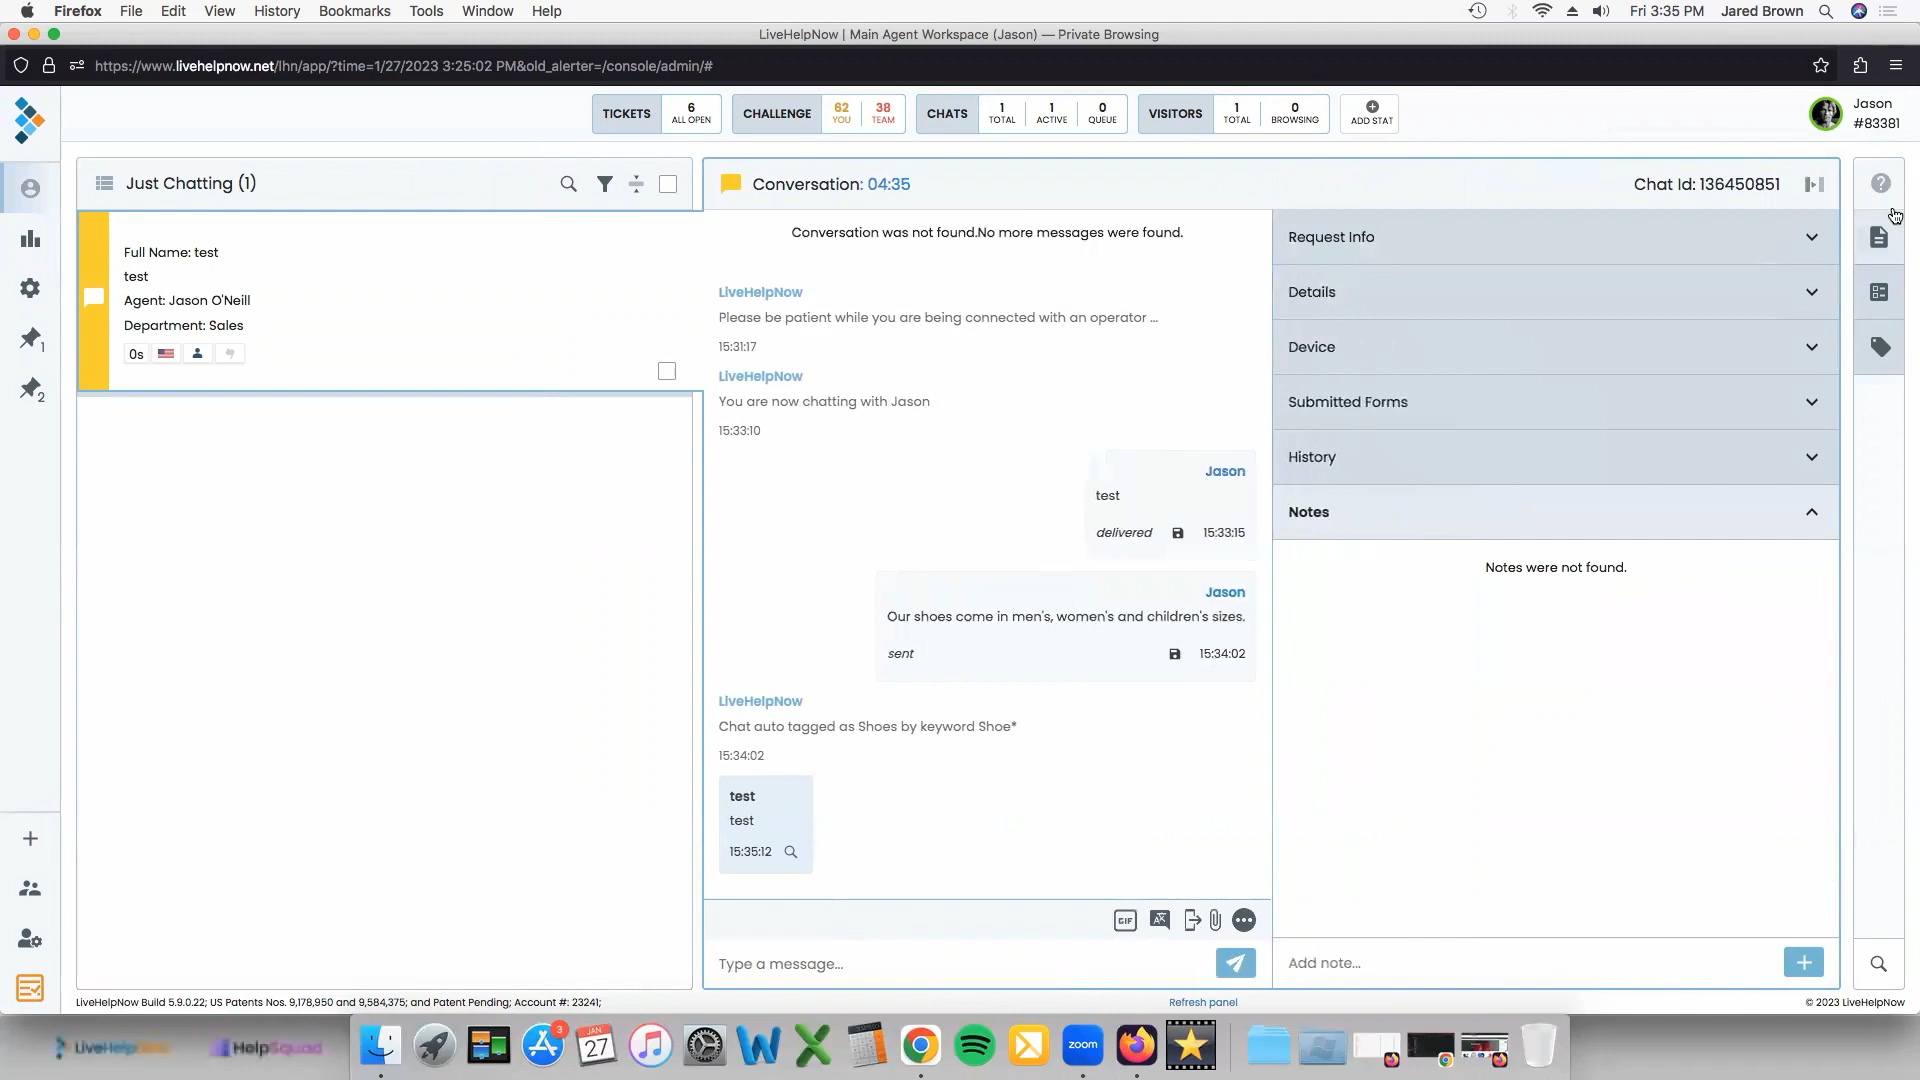 Firefox File Edit View History Bookmarks Tools Window Help Fri 3:35 PM Jared Brown
LiveHelpNow | Main Agent Workspace (Jason) — Private Browsing
https://www.livehelpnow.net/lhn/app/?time=1/27/2023 3:25:02 PM&old_alerter=/console/admin/#
TICKETS 6 ALL OPEN CHALLENGE 62 YOU 38 TEAM CHATS 1 TOTAL 1 ACTIVE 0 QUEUE VISITORS 1 TOTAL 0 BROWSING ADD STAT
Jason
#83381
Just Chatting (1)
Full Name: test
test
Agent: Jason O'Neill
Department: Sales
0s
1
2
Conversation: 04:35 Chat Id: 136450851
Conversation was not found.No more messages were found.
LiveHelpNow
Please be patient while you are being connected with an operator ...
15:31:17
LiveHelpNow
You are now chatting with Jason
15:33:10
Jason
test
delivered 15:33:15
Jason
Our shoes come in men's, women's and children's sizes.
sent 15:34:02
LiveHelpNow
Chat auto tagged as Shoes by keyword Shoe*
15:34:02
test
test
15:35:12
GIF
Type a message...
Request Info
Details
Device
Submitted Forms
History
Notes
Notes were not found.
Add note...
LiveHelpNow Build 5.9.0.22; US Patents Nos. 9,178,950 and 9,584,375; and Patent Pending; Account #: 23241;
Refresh panel
© 2023 LiveHelpNow
LiveHelpNow HelpSquad
3
JAN
27
zoom